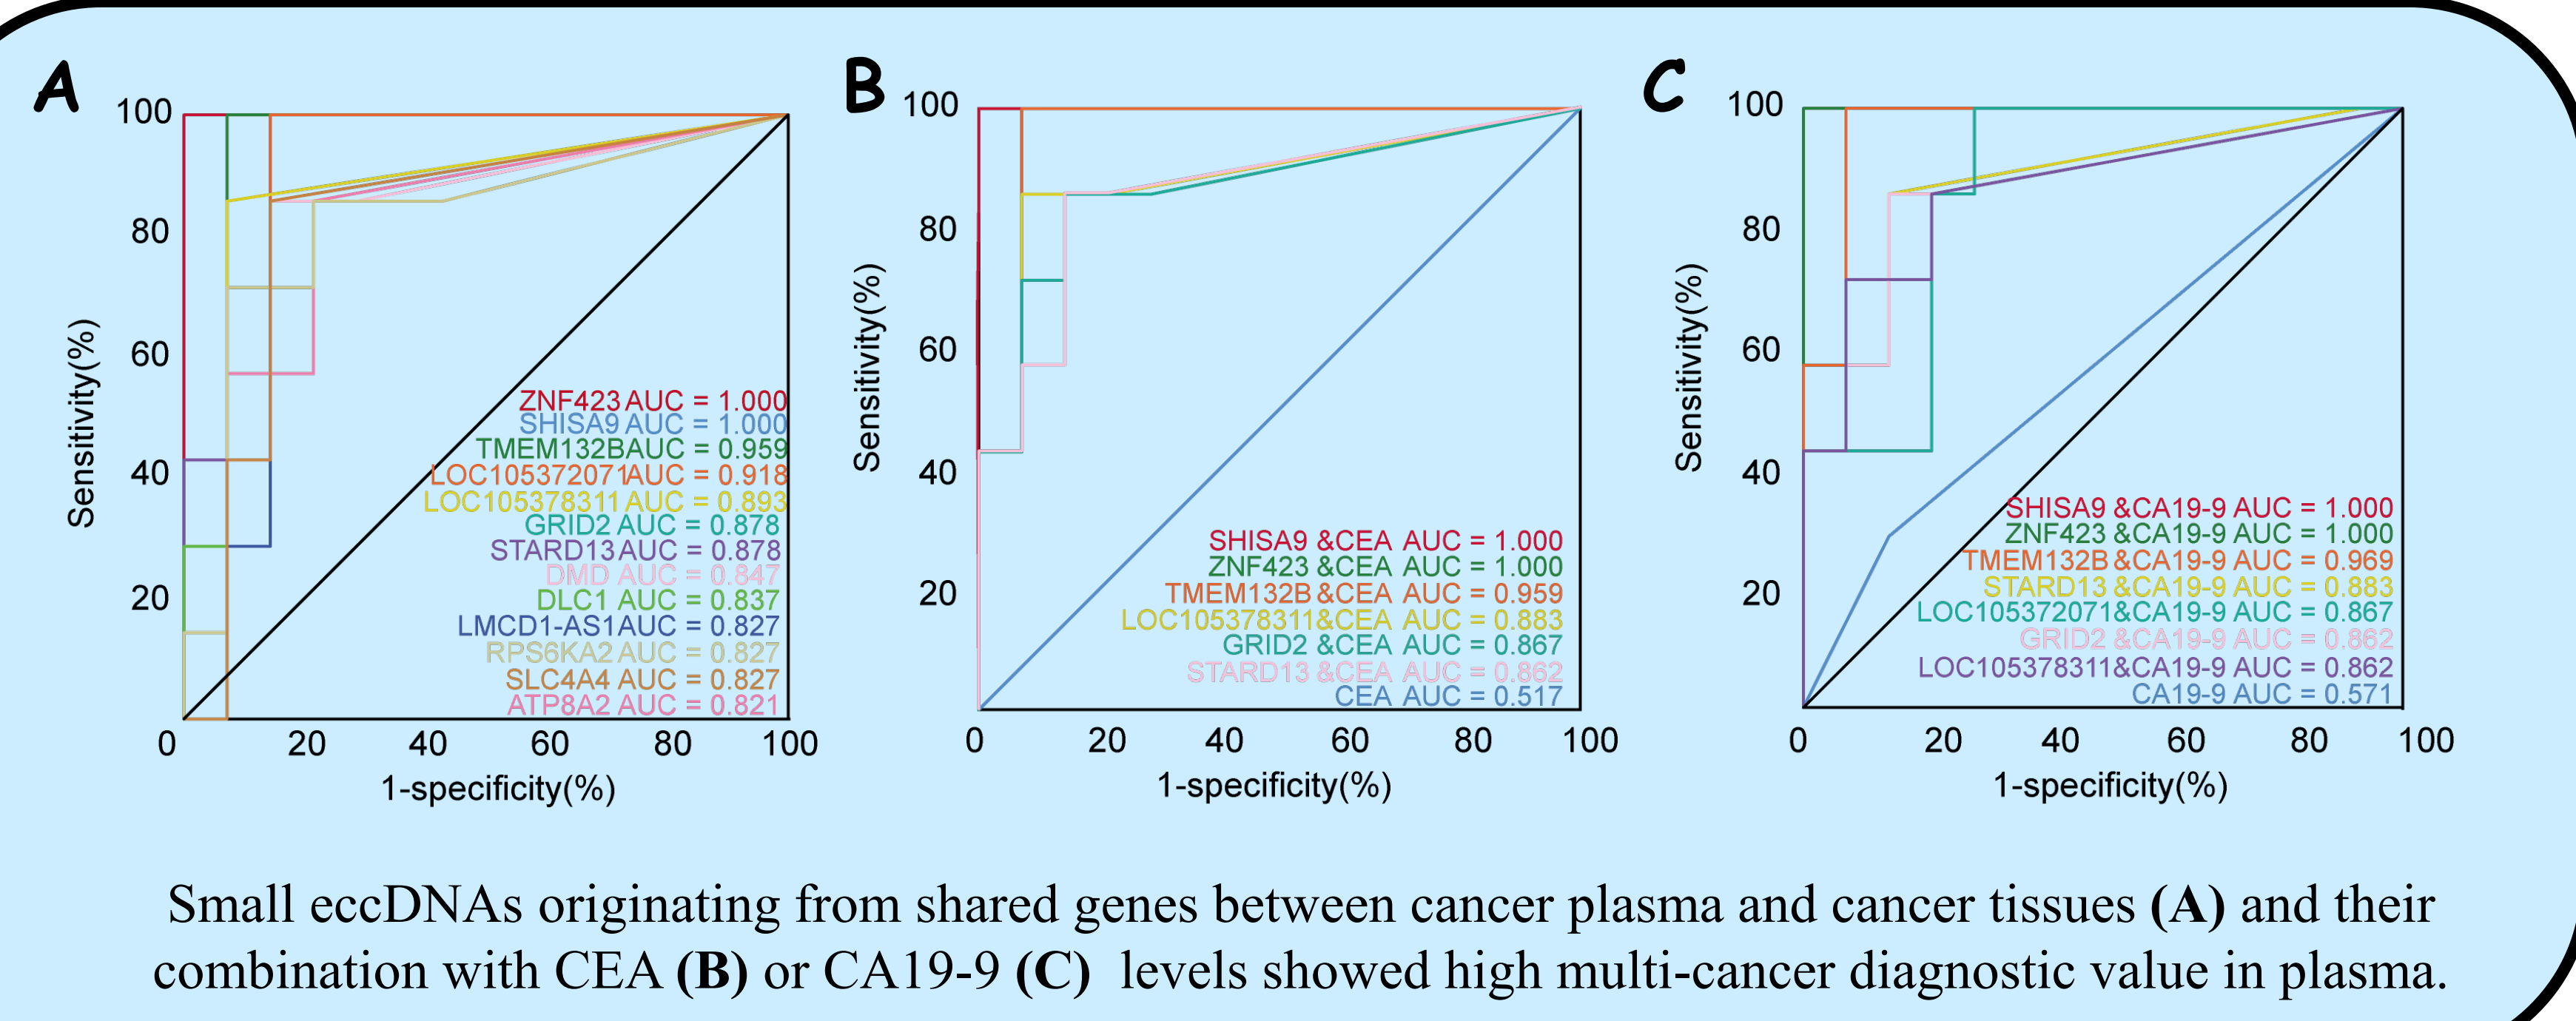 A
100
80
60
40
20
Sensitivity(%)
ZNF423 AUC = 1.000
SHISA9 AUC = 1.000
TMEM132BAUC = 0.959
LOC105372071AUC = 0.918
LOC105378311 AUC = 0.893
GRID2 AUC = 0.878
STARD13 AUC = 0.878
DMD AUC = 0.847
DLC1 AUC = 0.837
LMCD1-AS1AUC = 0.827
RPS6KA2 AUC = 0.827
SLC4A4 AUC = 0.827
ATP8A2 AUC = 0.821
0 20 40 60 80 100
1-specificity(%)
B
100
80
60
40
20
Sensitivity(%)
SHISA9 &CEA AUC = 1.000
ZNF423 &CEA AUC = 1.000
TMEM132B &CEA AUC = 0.959
LOC105378311&CEA AUC = 0.883
GRID2 &CEA AUC = 0.867
STARD13 &CEA AUC = 0.862
CEA AUC = 0.517
0 20 40 60 80 100
1-specificity(%)
C
100
80
60
40
20
Sensitivity(%)
SHISA9 &CA19-9 AUC = 1.000
ZNF423 &CA19-9 AUC = 1.000
TMEM132B &CA19-9 AUC = 0.969
STARD13 &CA19-9 AUC = 0.883
LOC105372071&CA19-9 AUC = 0.867
GRID2 &CA19-9 AUC = 0.862
LOC105378311&CA19-9 AUC = 0.862
CA19-9 AUC = 0.571
0 20 40 60 80 100
1-specificity(%)
Small eccDNAs originating from shared genes between cancer plasma and cancer tissues (A) and their
combination with CEA (B) or CA19-9 (C) levels showed high multi-cancer diagnostic value in plasma.